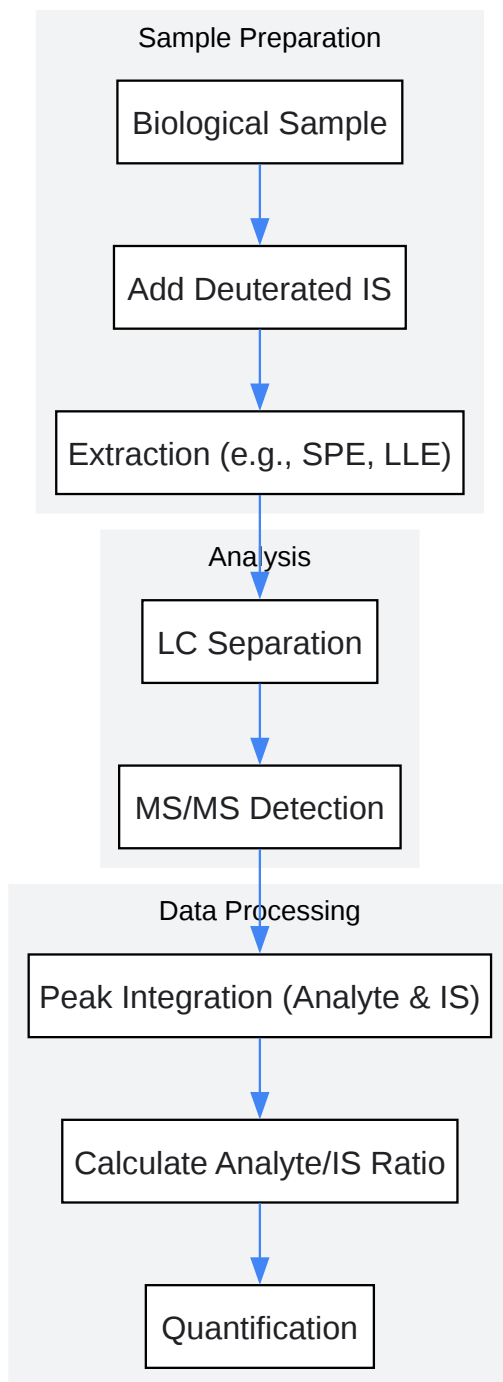 Sample Preparation
Biological Sample
Add Deuterated IS
Extraction (e.g., SPE, LLE)
Analysis
LC Separation
MS/MS Detection
Data Processing
Peak Integration (Analyte & IS)
Calculate Analyte/IS Ratio
Quantification